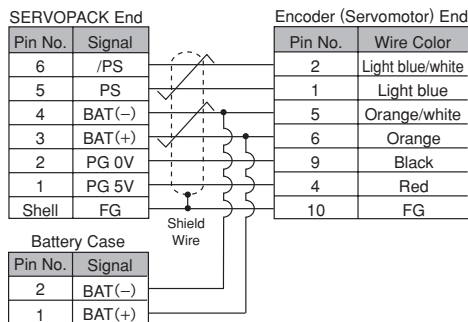 SERVOPACK End
Encoder (Servomotor) End
Pin No. Signal
Pin No. Wire Color
6 /PS
2 Light blue/white
5 PS
1 Light blue
4 BAT(−)
5 Orange/white
3 BAT(+)
6 Orange
2 PG 0V
9 Black
1 PG 5V
4 Red
Shell FG
10 FG
Shield
Wire
Battery Case
Pin No. Signal
2 BAT(−)
1 BAT(+)